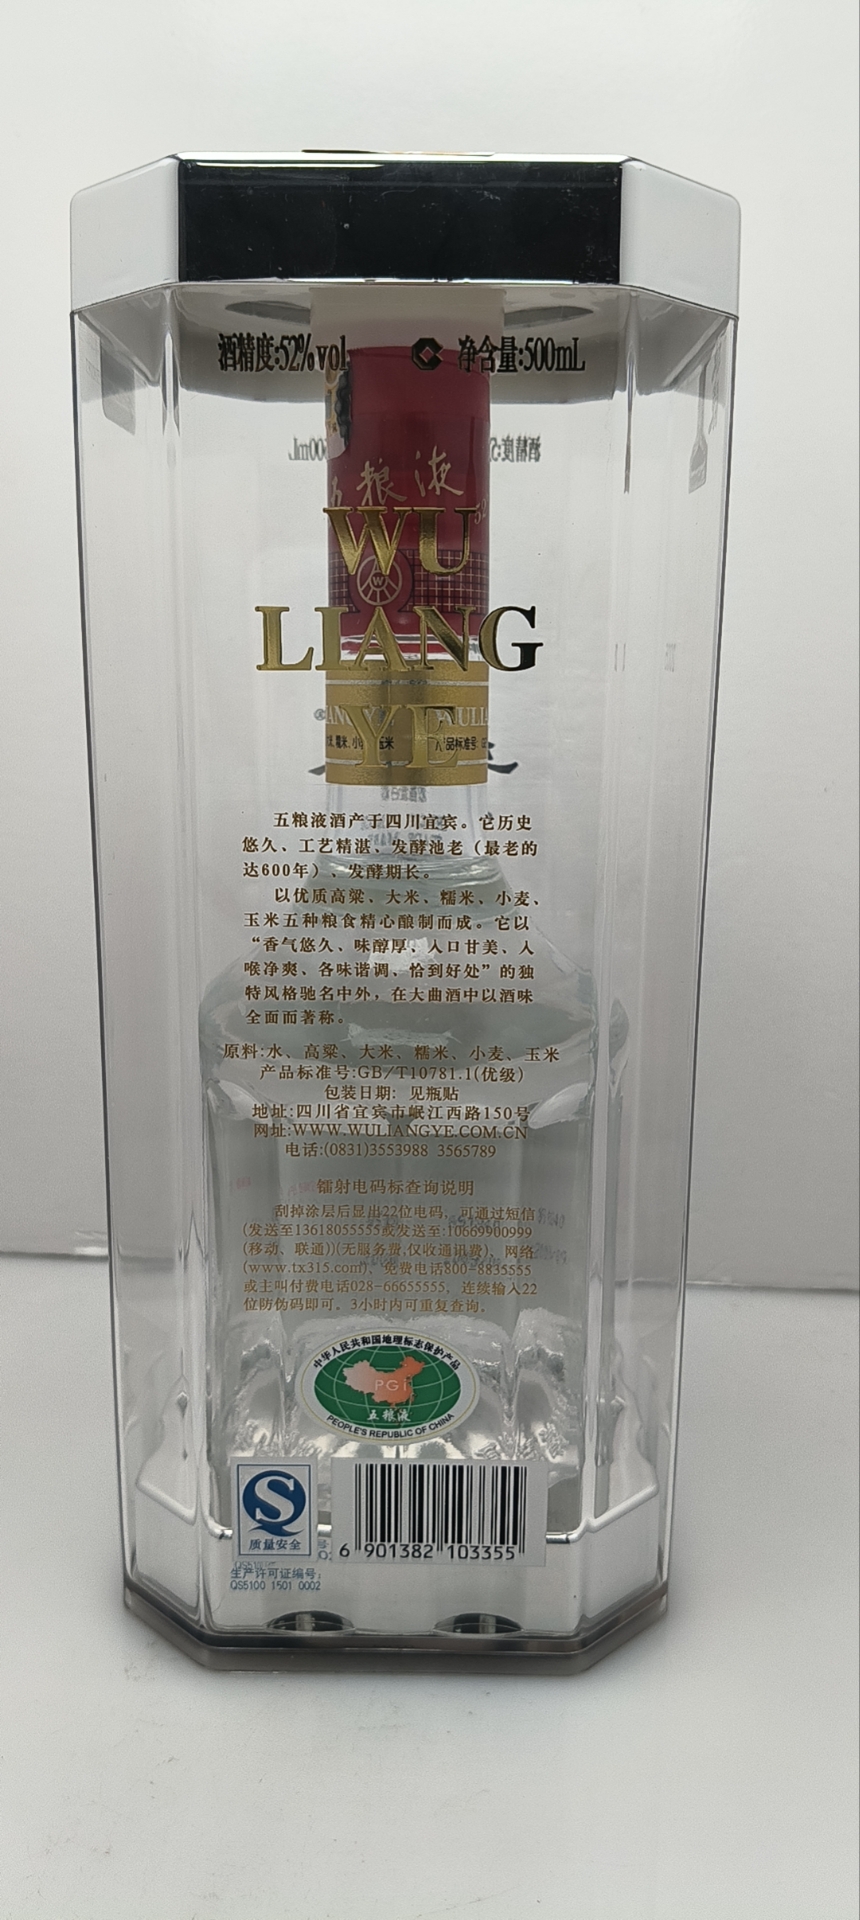 酒精度:52%vol 净含量:500mL
五粮液
52
WU
LIANG
YE
五粮液酒产于四川宜宾。它历史
悠久、工艺精湛、发酵池老（最老的
达600年）、发酵期长。
以优质高粱、大米、糯米、小麦、
玉米五种粮食精心酿制而成。它以
“香气悠久、味醇厚、入口甘美、入
喉净爽、各味谐调、恰到好处”的独
特风格驰名中外，在大曲酒中以酒味
全面而著称。
原料:水、高粱、大米、糯米、小麦、玉米
产品标准号:GB/T10781.1(优级)
包装日期: 见瓶贴
地址:四川省宜宾市岷江西路150号
网址:WWW.WULIANGYE.COM.CN
电话:(0831)3553988 3565789
镭射电码标查询说明
刮掉涂层后显出22位电码，可通过短信
(发送至13618055555或发送至:10669900999
(移动、联通))(无服务费,仅收通讯费)、网络
(www.tx315.com)、免费电话800-8835555
或主叫付费电话028-66655555，连续输入22
位防伪码即可。3小时内可重复查询。
中华人民共和国地理标志保护产品
PGi
五粮液
PEOPLE'S REPUBLIC OF CHINA
质量安全
6 901382 103355
生产许可证编号:
QS5100 1501 0002